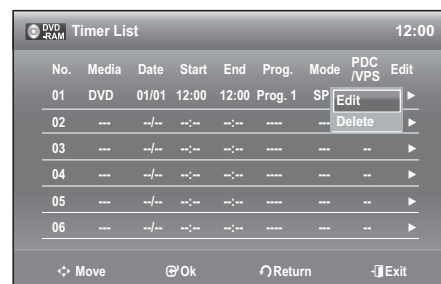 DVD-RAM Timer List 12:00
No. Media Date Start End Prog. Mode PDC/VPS Edit
01 DVD 01/01 12:00 12:00 Prog. 1 SP Edit ►
02 --- --/-- --:-- --:-- ---- --- Delete ►
03 --- --/-- --:-- --:-- ---- --- -- ►
04 --- --/-- --:-- --:-- ---- --- -- ►
05 --- --/-- --:-- --:-- ---- --- -- ►
06 --- --/-- --:-- --:-- ---- --- -- ►
Move Ok Return Exit